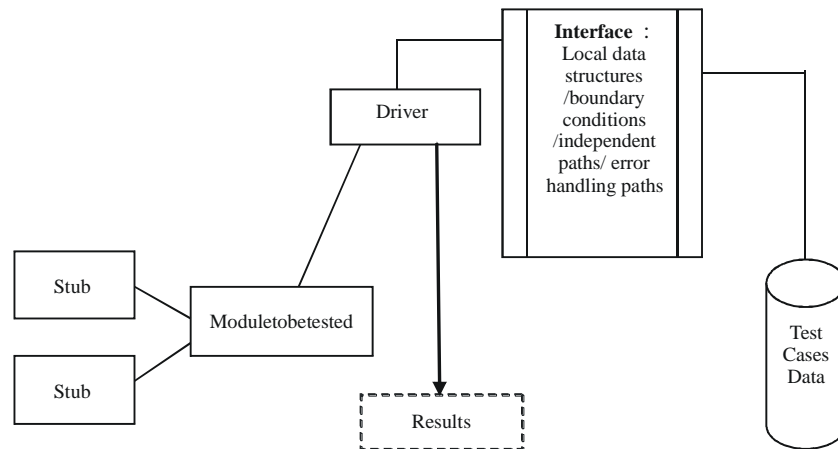 Interface :
Local data
structures
/boundary
conditions
/independent
paths/ error
handling paths
Driver
Stub
Moduletobetested
Stub
Test
Cases
Data
Results